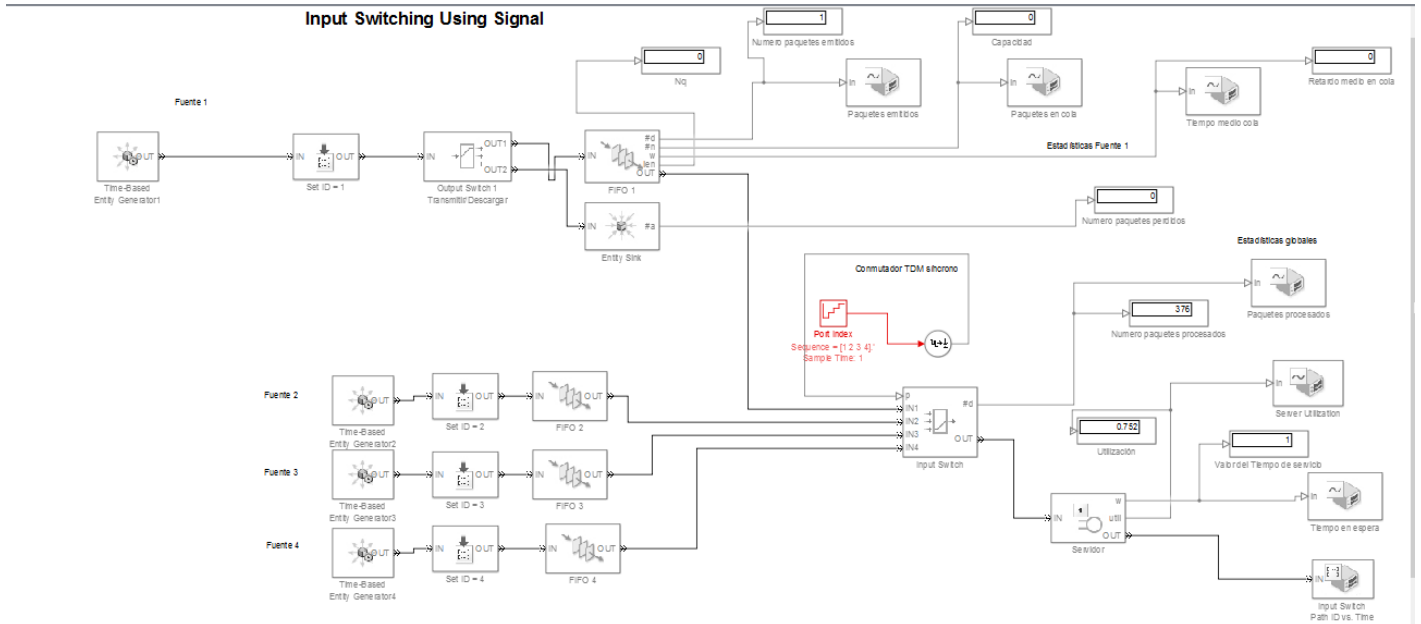 Input Switching Using Signal
1
Numero paquetes emitidos
0
Capacidad
0
Nq
0
Retardo medio en cola
In
Paquetes emitidos
In
Paquetes en cola
In
Tiempo medio cola
Fuente 1
OUT
Time-Based
Entity Generator1
IN OUT
Set ID = 1
IN OUT1
OUT2
Output Switch 1
Transmitir/Descargar
IN #d
#n
w
len
OUT
FIFO 1
Estadísticas Fuente 1
IN #a
Entity Sink
0
Numero paquetes perdidos
Estadísticas globales
In
Paquetes procesados
Conmutador TDM síncrono
Port Index
Sequence = [1 2 3 4].'
Sample Time: 1
376
Numero paquetes procesados
Fuente 2
OUT
Time-Based
Entity Generator2
IN OUT
Set ID = 2
IN OUT
FIFO 2
p
IN1
IN2
IN3
IN4
#d
OUT
Input Switch
In
Server Utilization
0.752
Utilización
1
Valor del Tiempo de servicio
Fuente 3
OUT
Time-Based
Entity Generator3
IN OUT
Set ID = 3
IN OUT
FIFO 3
IN w
util
OUT
Servidor
In
Tiempo en espera
Fuente 4
OUT
Time-Based
Entity Generator4
IN OUT
Set ID = 4
IN OUT
FIFO 4
IN
Input Switch
Path ID vs. Time